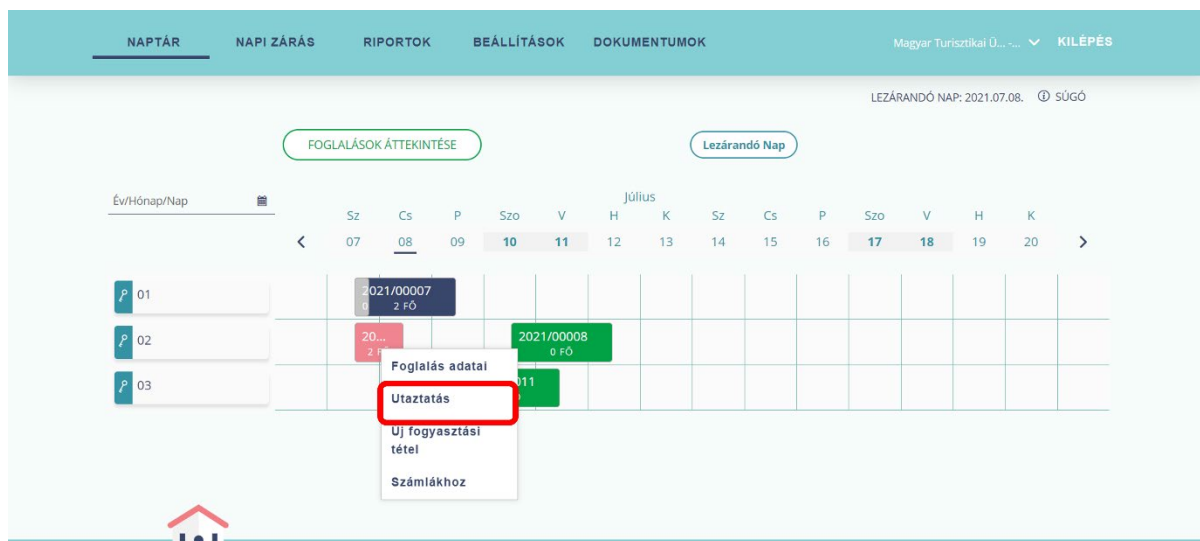 NAPTÁR NAPI ZÁRÁS RIPORTOK BEÁLLÍTÁSOK DOKUMENTUMOK Magyar Turisztikai Ü... -... KILÉPÉS
LEZÁRANDÓ NAP: 2021.07.08. SÚGÓ
FOGLALÁSOK ÁTTEKINTÉSE Lezárandó Nap
Év/Hónap/Nap
Július
Sz Cs P Szo V H K Sz Cs P Szo V H K
07 08 09 10 11 12 13 14 15 16 17 18 19 20
01 2021/00007
0 2 FŐ
02 20... 2021/00008
2 F 0 FŐ
Foglalás adatai
03 011
Utaztatás
Uj fogyasztási
tétel
Számlákhoz